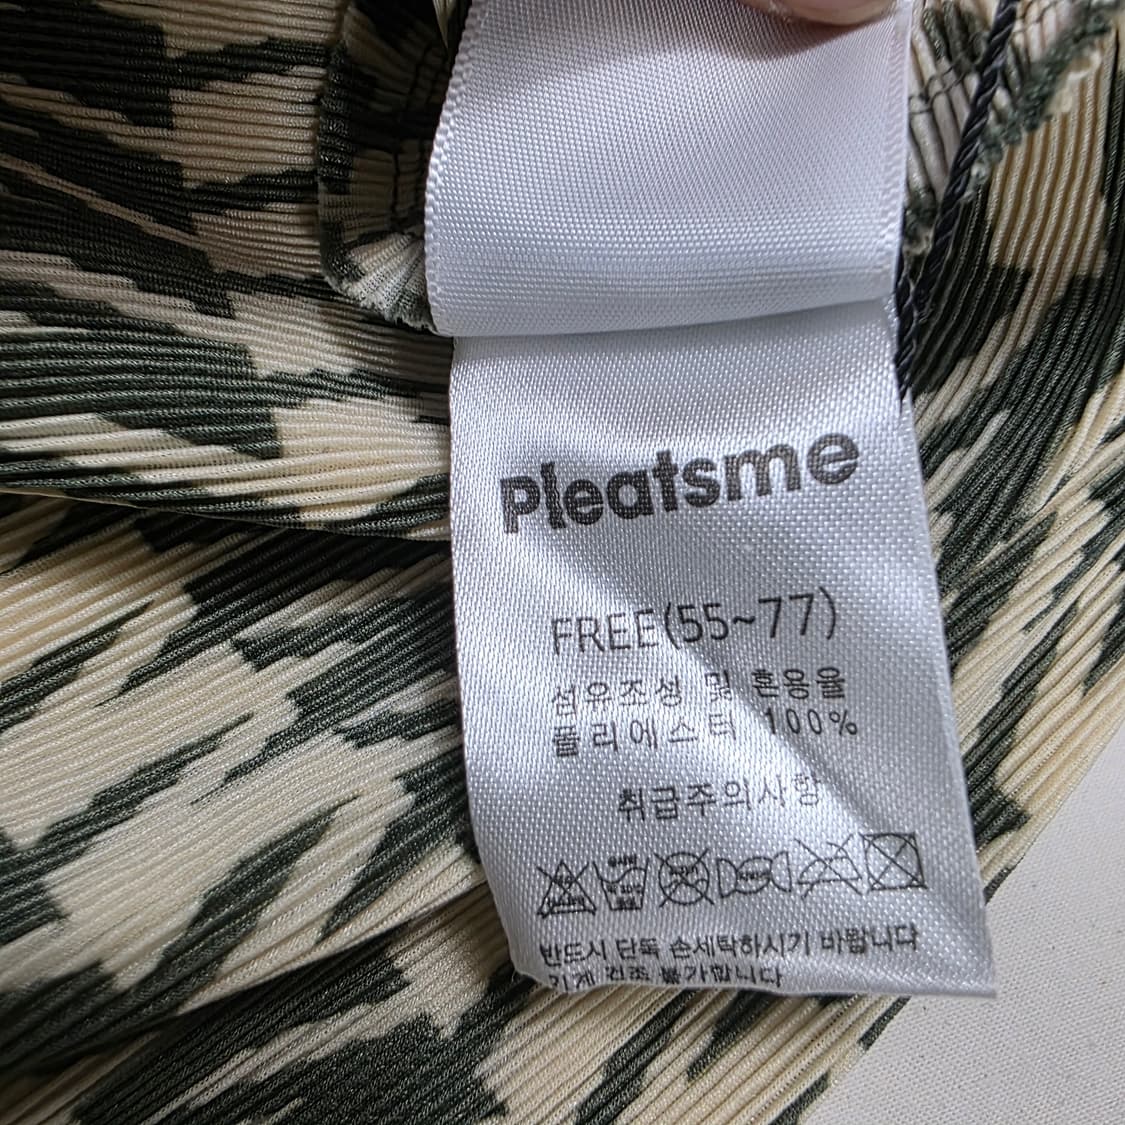 Pleatsme
FREE(55~77)
섬유조성 및 혼용율
폴리에스터 100%
취급주의사항
반드시 단독 손세탁하시기 바랍니다
기계 건조 불가합니다